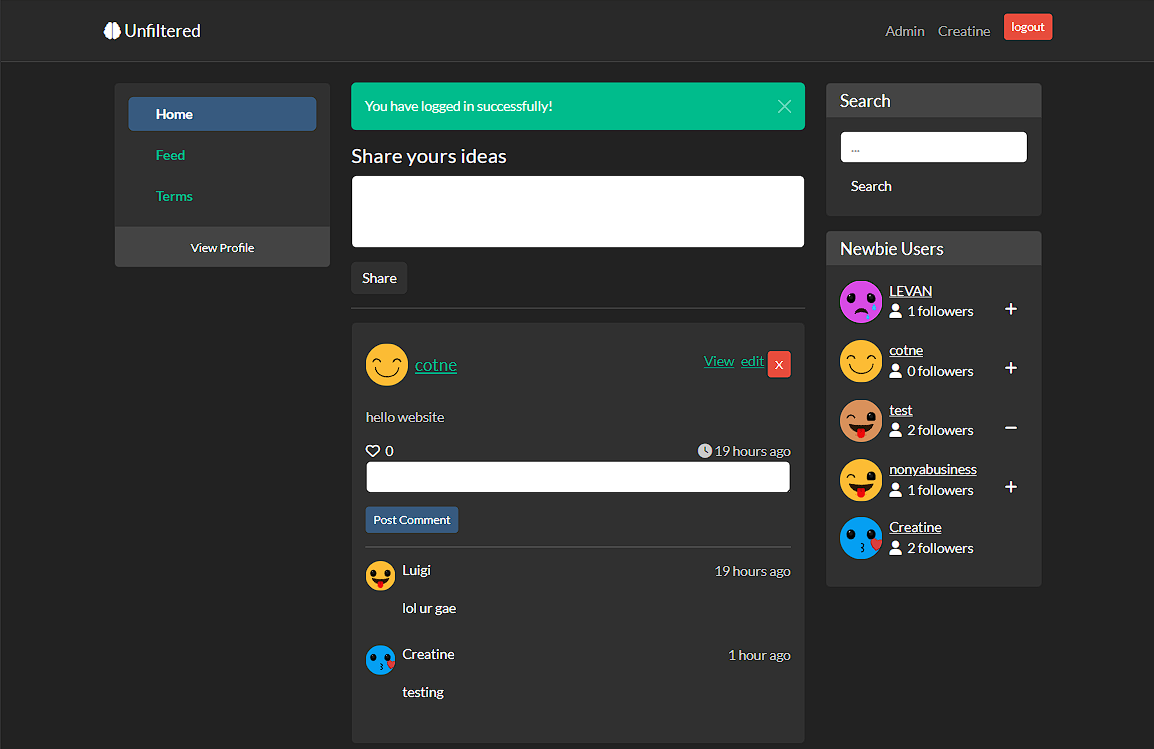 Unfiltered
Admin Creatine logout
Home
Feed
Terms
View Profile
You have logged in successfully!
Share yours ideas
Share
cotne
View edit x
hello website
0
19 hours ago
Post Comment
Luigi
19 hours ago
lol ur gae
Creatine
1 hour ago
testing
Search
...
Search
Newbie Users
LEVAN
1 followers
+
cotne
0 followers
+
test
2 followers
−
nonyabusiness
1 followers
+
Creatine
2 followers